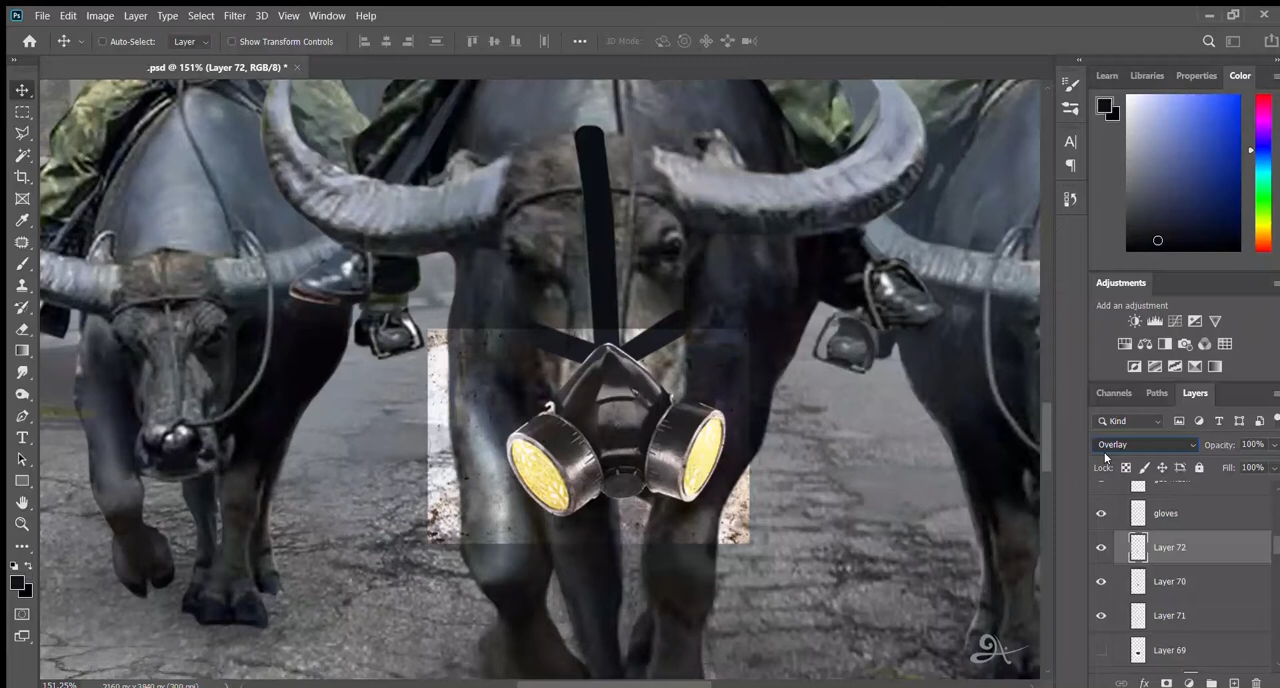 Ps File Edit Image Layer Type Select Filter 3D View Window Help
Auto-Select: Layer Show Transform Controls 3D Mode:
.psd @ 151% (Layer 72, RGB/8) *
Learn Libraries Properties Color
Adjustments
Add an adjustment
Channels Paths Layers
Kind
Overlay Opacity: 100%
Lock: Fill: 100%
gloves
Layer 72
Layer 70
Layer 71
Layer 69
151.25%